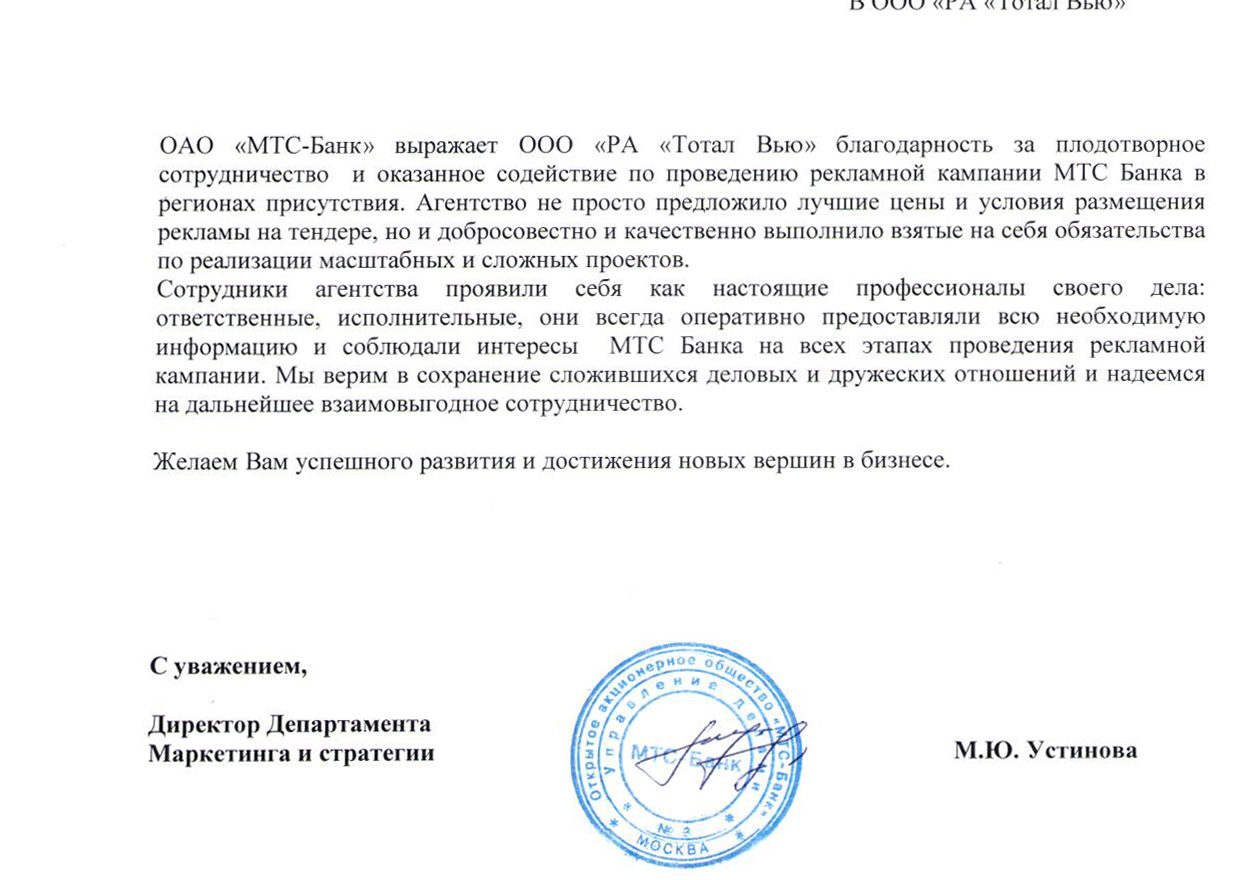 В ООО «РА «Тотал Вью»
ОАО «МТС-Банк» выражает ООО «РА «Тотал Вью» благодарность за плодотворное
сотрудничество и оказанное содействие по проведению рекламной кампании МТС Банка в
регионах присутствия. Агентство не просто предложило лучшие цены и условия размещения
рекламы на тендере, но и добросовестно и качественно выполнило взятые на себя обязательства
по реализации масштабных и сложных проектов.
Сотрудники агентства проявили себя как настоящие профессионалы своего дела:
ответственные, исполнительные, они всегда оперативно предоставляли всю необходимую
информацию и соблюдали интересы МТС Банка на всех этапах проведения рекламной
кампании. Мы верим в сохранение сложившихся деловых и дружеских отношений и надеемся
на дальнейшее взаимовыгодное сотрудничество.
Желаем Вам успешного развития и достижения новых вершин в бизнесе.
С уважением,
Директор Департамента
Маркетинга и стратегии
Открытое акционерное общество «МТС-Банк»
Управление делами
МТС-Банк
№ 3
* МОСКВА *
М.Ю. Устинова